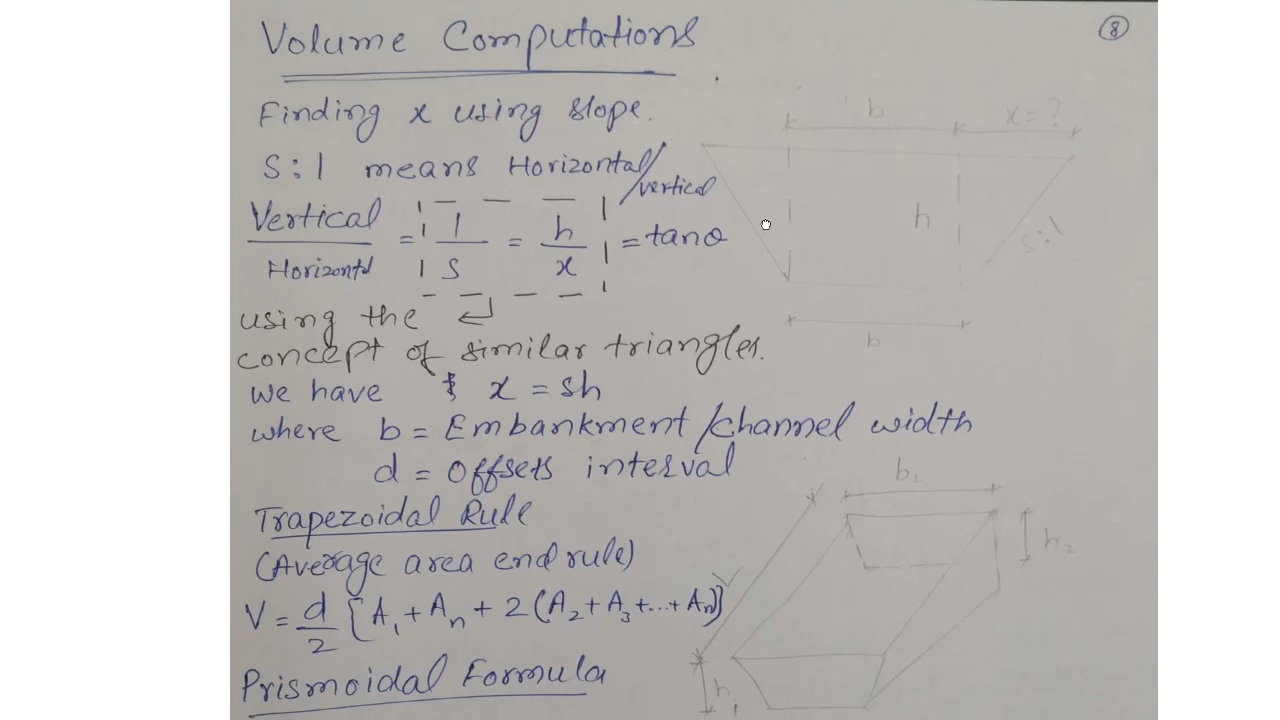 Volume Computations
8
Finding x using slope.
S:1 means Horizontal/vertical
Vertical/Horizontal = 1/S = h/x = tanθ
using the ↵
concept of similar triangles.
we have x = sh
where b = Embankment/channel width
d = offsets interval
Trapezoidal Rule
(Average area end rule)
V = d/2 [A₁ + Aₙ + 2(A₂ + A₃ + ... + Aₙ)]
Prismoidal Formula
b
x = ?
h
S:1
b
b₂
h₂
h₁